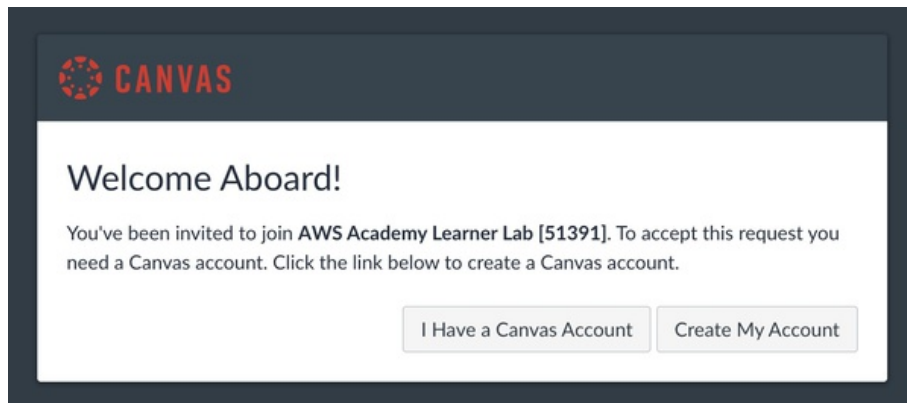 CANVAS
Welcome Aboard!
You've been invited to join AWS Academy Learner Lab [51391]. To accept this request you
need a Canvas account. Click the link below to create a Canvas account.
I Have a Canvas Account Create My Account